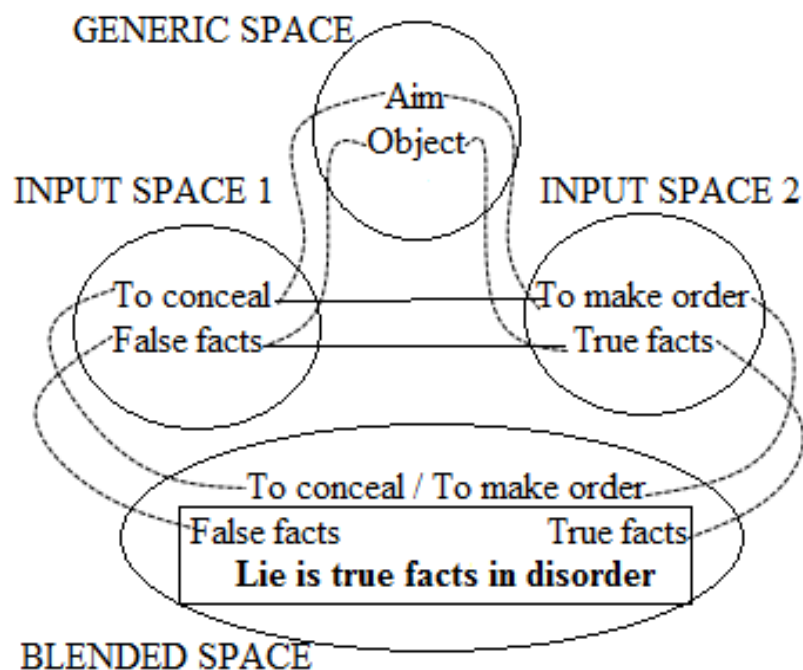 GENERIC SPACE
Aim
Object
INPUT SPACE 1
INPUT SPACE 2
To conceal
To make order
False facts
True facts
To conceal / To make order
False facts
True facts
Lie is true facts in disorder
BLENDED SPACE